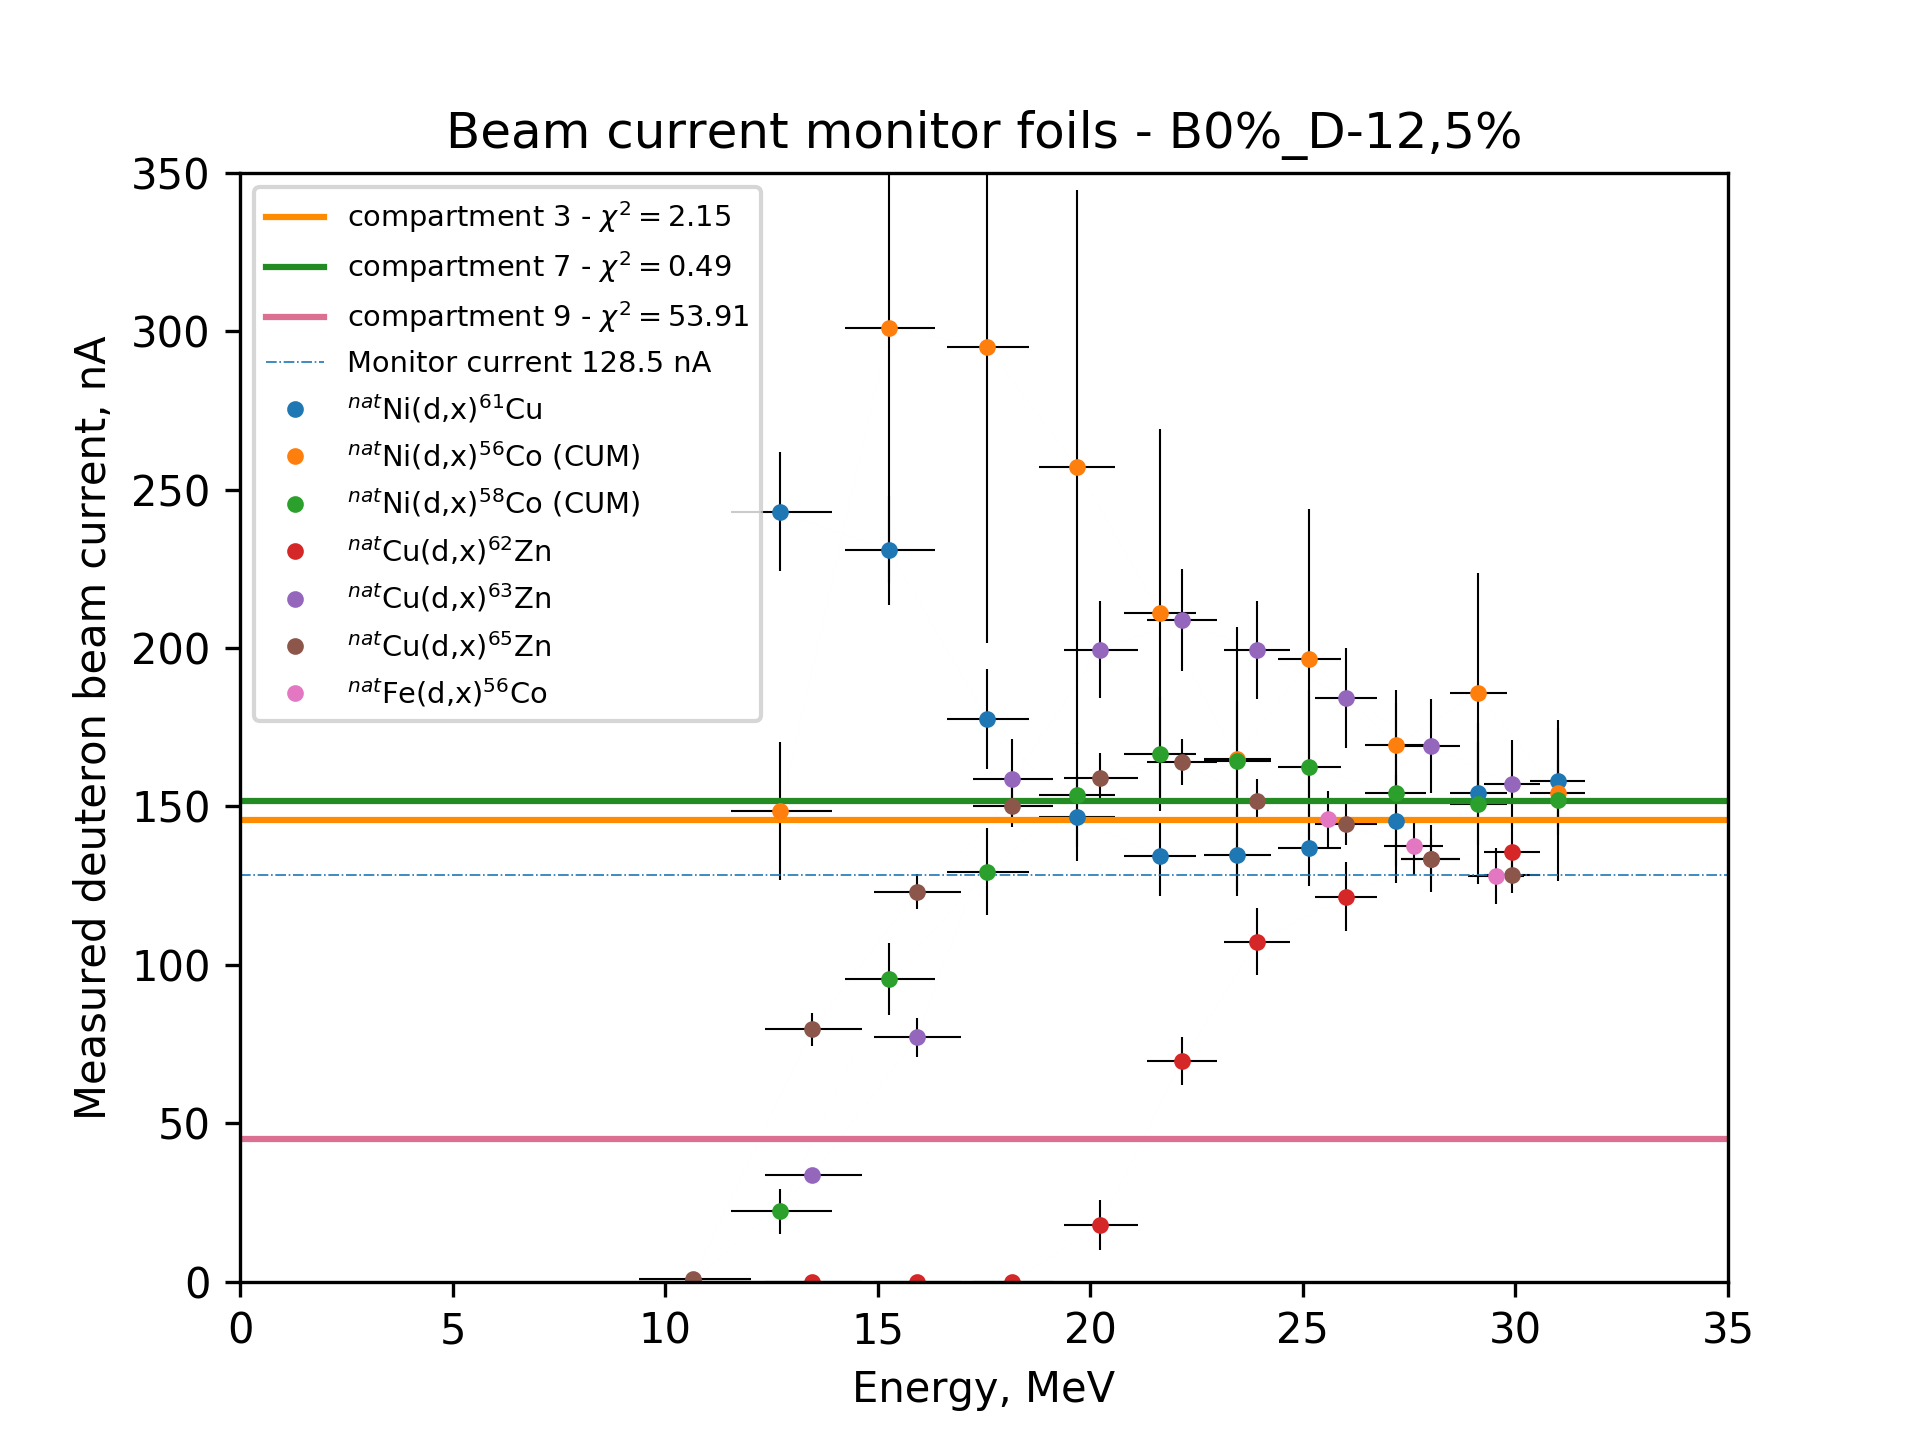 Beam current monitor foils - B0%_D-12,5%
350
300
250
200
150
100
50
0
Measured deuteron beam current, nA
compartment 3 - χ² = 2.15
compartment 7 - χ² = 0.49
compartment 9 - χ² = 53.91
Monitor current 128.5 nA
ⁿᵃᵗNi(d,x)⁶¹Cu
ⁿᵃᵗNi(d,x)⁵⁶Co (CUM)
ⁿᵃᵗNi(d,x)⁵⁸Co (CUM)
ⁿᵃᵗCu(d,x)⁶²Zn
ⁿᵃᵗCu(d,x)⁶³Zn
ⁿᵃᵗCu(d,x)⁶⁵Zn
ⁿᵃᵗFe(d,x)⁵⁶Co
0 5 10 15 20 25 30 35
Energy, MeV